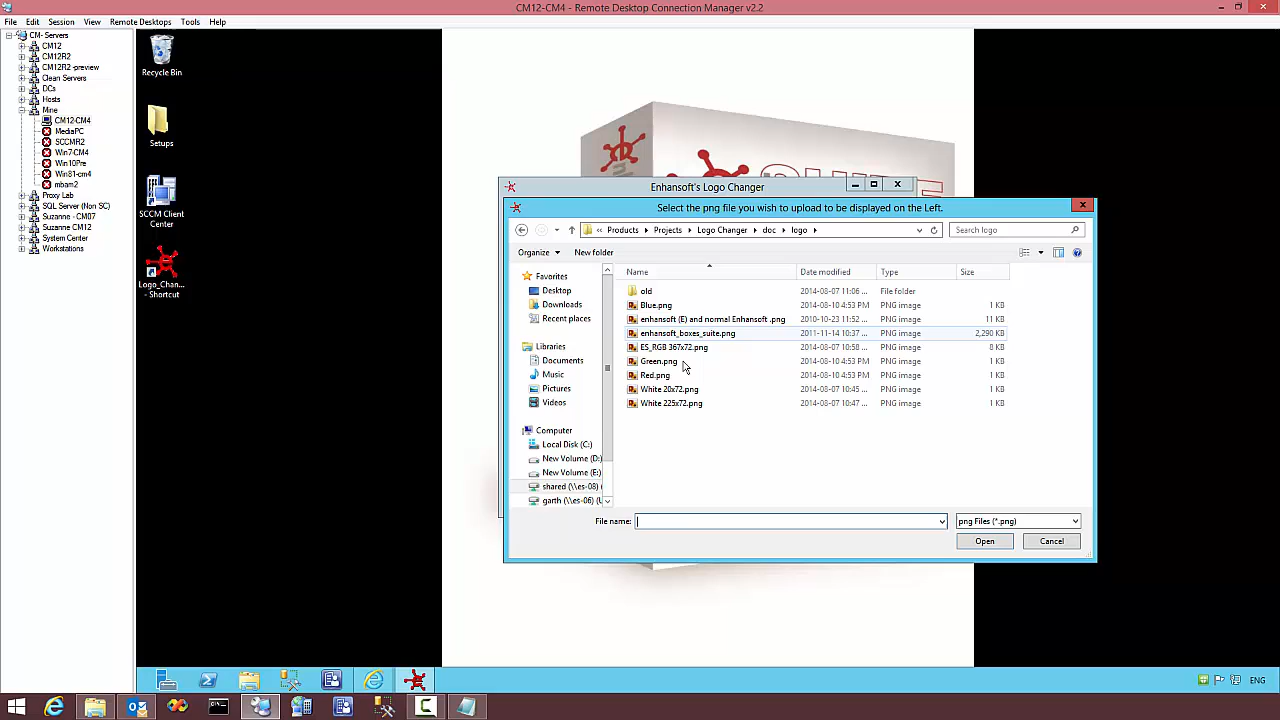 CM12-CM4 - Remote Desktop Connection Manager v2.2
File Edit Session View Remote Desktops Tools Help
CM- Servers
CM12
CM12R2
CM12R2 -preview
Clean Servers
DCs
Hosts
Mine
CM12-CM4
MediaPC
SCCMR2
Win7-CM4
Win10Pre
Win81-cm4
mbam2
Proxy Lab
SQL Server (Non SC)
Suzanne - CM07
Suzanne CM12
System Center
Workstations
Recycle Bin
Setups
SCCM Client
Center
Logo_Chan...
- Shortcut
Enhansoft's Logo Changer
Select the png file you wish to upload to be displayed on the Left.
« Products Projects Logo Changer doc logo
Search logo
Organize New folder
Favorites
Desktop
Downloads
Recent places
Libraries
Documents
Music
Pictures
Videos
Computer
Local Disk (C:)
New Volume (D:)
New Volume (E:)
shared (\\es-08) (
garth (\\es-06) (U
Name Date modified Type Size
old 2014-08-07 11:06 ... File folder
Blue.png 2014-08-10 4:53 PM PNG image 1 KB
enhansoft (E) and normal Enhansoft .png 2010-10-23 11:52 ... PNG image 11 KB
enhansoft_boxes_suite.png 2011-11-14 10:37 ... PNG image 2,290 KB
ES_RGB 367x72.png 2014-08-07 10:58 ... PNG image 8 KB
Green.png 2014-08-10 4:53 PM PNG image 1 KB
Red.png 2014-08-10 4:53 PM PNG image 1 KB
White 20x72.png 2014-08-07 10:45 ... PNG image 1 KB
White 225x72.png 2014-08-07 10:47 ... PNG image 1 KB
File name:
png Files (*.png)
Open Cancel
ENG